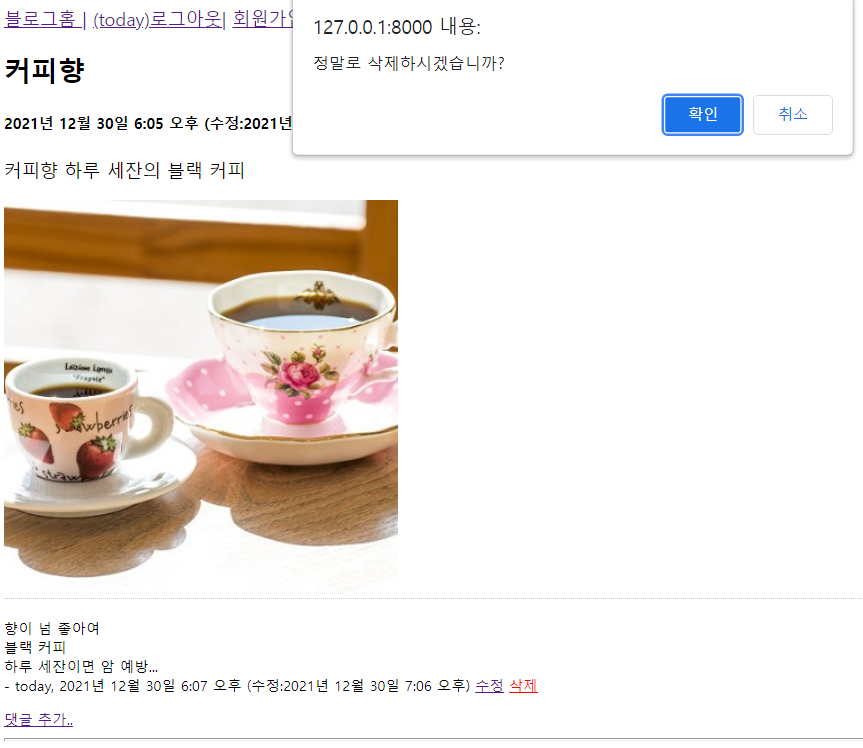 블로그홈 | (today)로그아웃| 회원가입
127.0.0.1:8000 내용:
정말로 삭제하시겠습니까?
확인 취소
커피향
2021년 12월 30일 6:05 오후 (수정:2021년
커피향 하루 세잔의 블랙 커피
Fragole
strawberries
향이 넘 좋아여
블랙 커피
하루 세잔이면 암 예방...
- today, 2021년 12월 30일 6:07 오후 (수정:2021년 12월 30일 7:06 오후) 수정 삭제
댓글 추가..